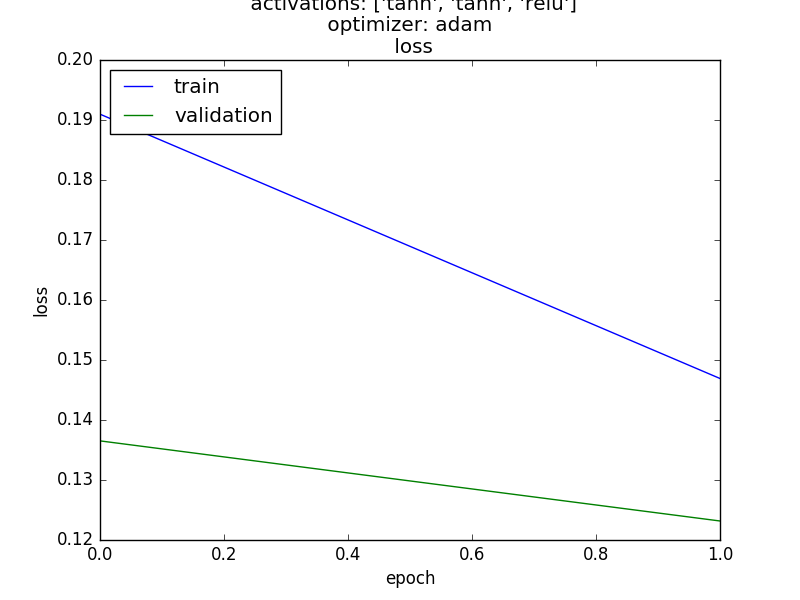 activations: ['tanh', 'tanh', 'relu']
optimizer: adam
loss
0.20
0.19
0.18
0.17
0.16
0.15
0.14
0.13
0.12
train
validation
loss
0.0 0.2 0.4 0.6 0.8 1.0
epoch